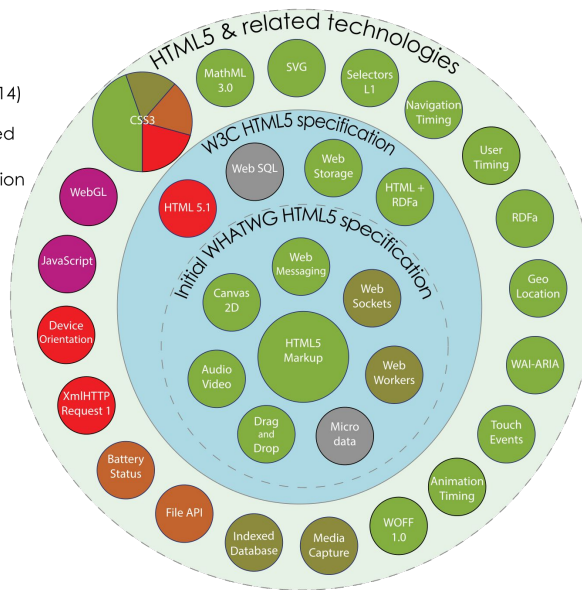 HTML5 & related technologies
14)
ed
ion
CSS3
MathML
3.0
SVG
Selectors
L1
Navigation
Timing
User
Timing
RDFa
Geo
Location
WAI-ARIA
Touch
Events
Animation
Timing
WOFF
1.0
Media
Capture
Indexed
Database
File API
Battery
Status
XmlHTTP
Request 1
Device
Orientation
JavaScript
WebGL
W3C HTML5 specification
HTML 5.1
Web SQL
Web
Storage
HTML +
RDFa
Initial WHATWG HTML5 specification
Web
Messaging
Canvas
2D
Web
Sockets
HTML5
Markup
Audio
Video
Web
Workers
Drag
and
Drop
Micro
data